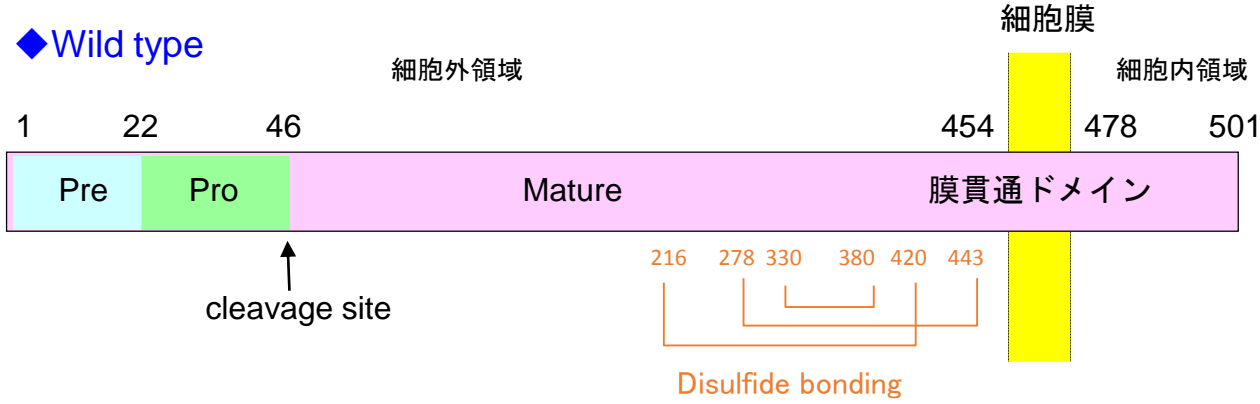 細胞膜
◆Wild type
細胞外領域
細胞内領域
1 22 46 454 478 501
Pre Pro Mature 膜貫通ドメイン
216 278 330 380 420 443
cleavage site
Disulfide bonding